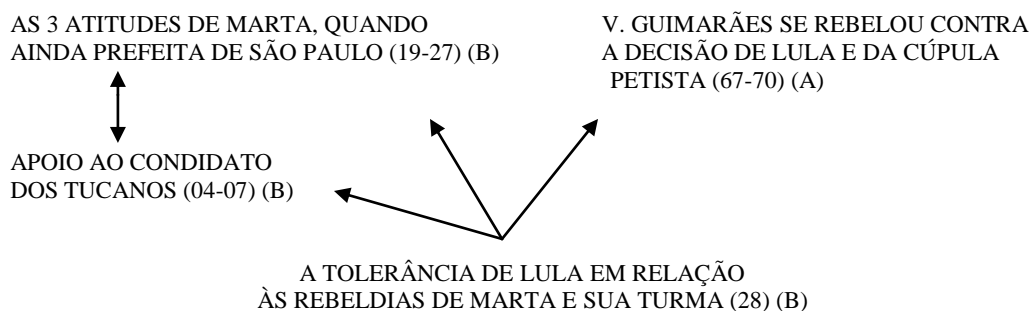 AS 3 ATITUDES DE MARTA, QUANDO
AINDA PREFEITA DE SÃO PAULO (19-27) (B)
V. GUIMARÃES SE REBELOU CONTRA
A DECISÃO DE LULA E DA CÚPULA
PETISTA (67-70) (A)
APOIO AO CONDIDATO
DOS TUCANOS (04-07) (B)
A TOLERÂNCIA DE LULA EM RELAÇÃO
ÀS REBELDIAS DE MARTA E SUA TURMA (28) (B)